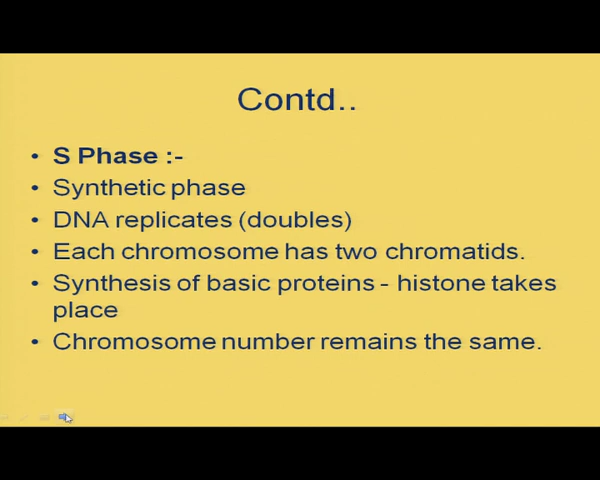 Contd..
• S Phase :-
• Synthetic phase
• DNA replicates (doubles)
• Each chromosome has two chromatids.
• Synthesis of basic proteins - histone takes
place
• Chromosome number remains the same.